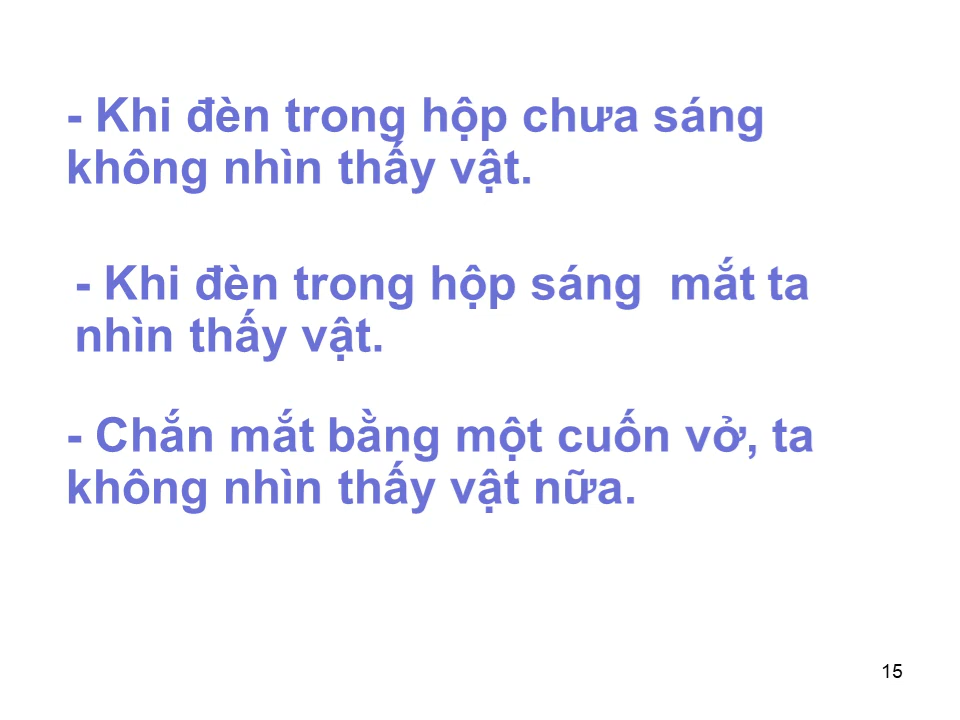 - Khi đèn trong hộp chưa sáng
không nhìn thấy vật.
- Khi đèn trong hộp sáng  mắt ta
nhìn thấy vật.
- Chắn mắt bằng một cuốn vở, ta
không nhìn thấy vật nữa.
15